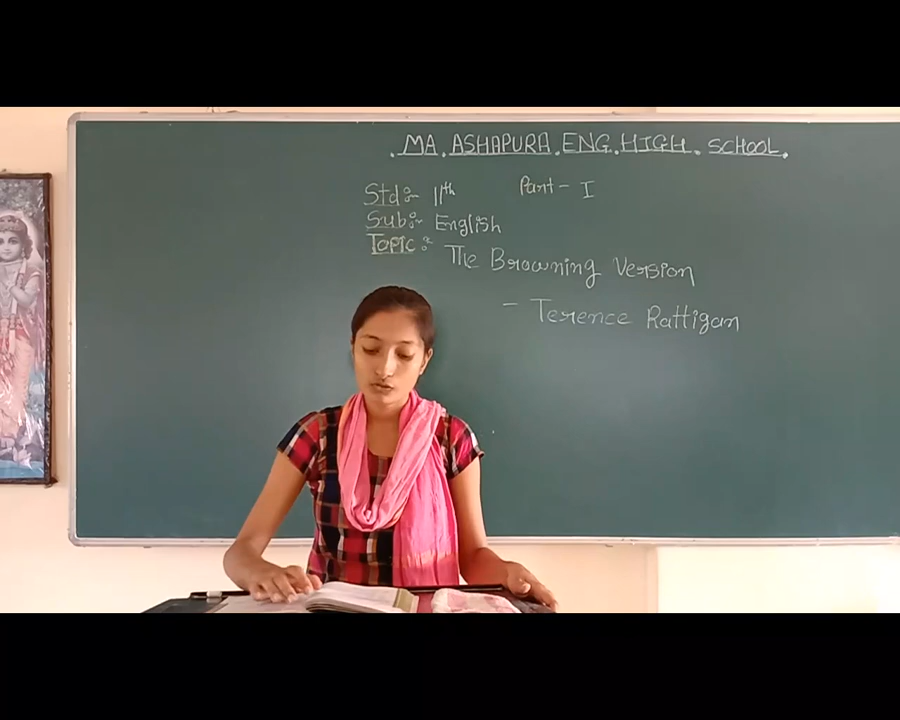 . MA. ASHAPURA. ENG. HIGH. SCHOOL.
Std:- 11th Part - I
Sub:- English
Topic:- The Browning Version
- Terence Rattigan